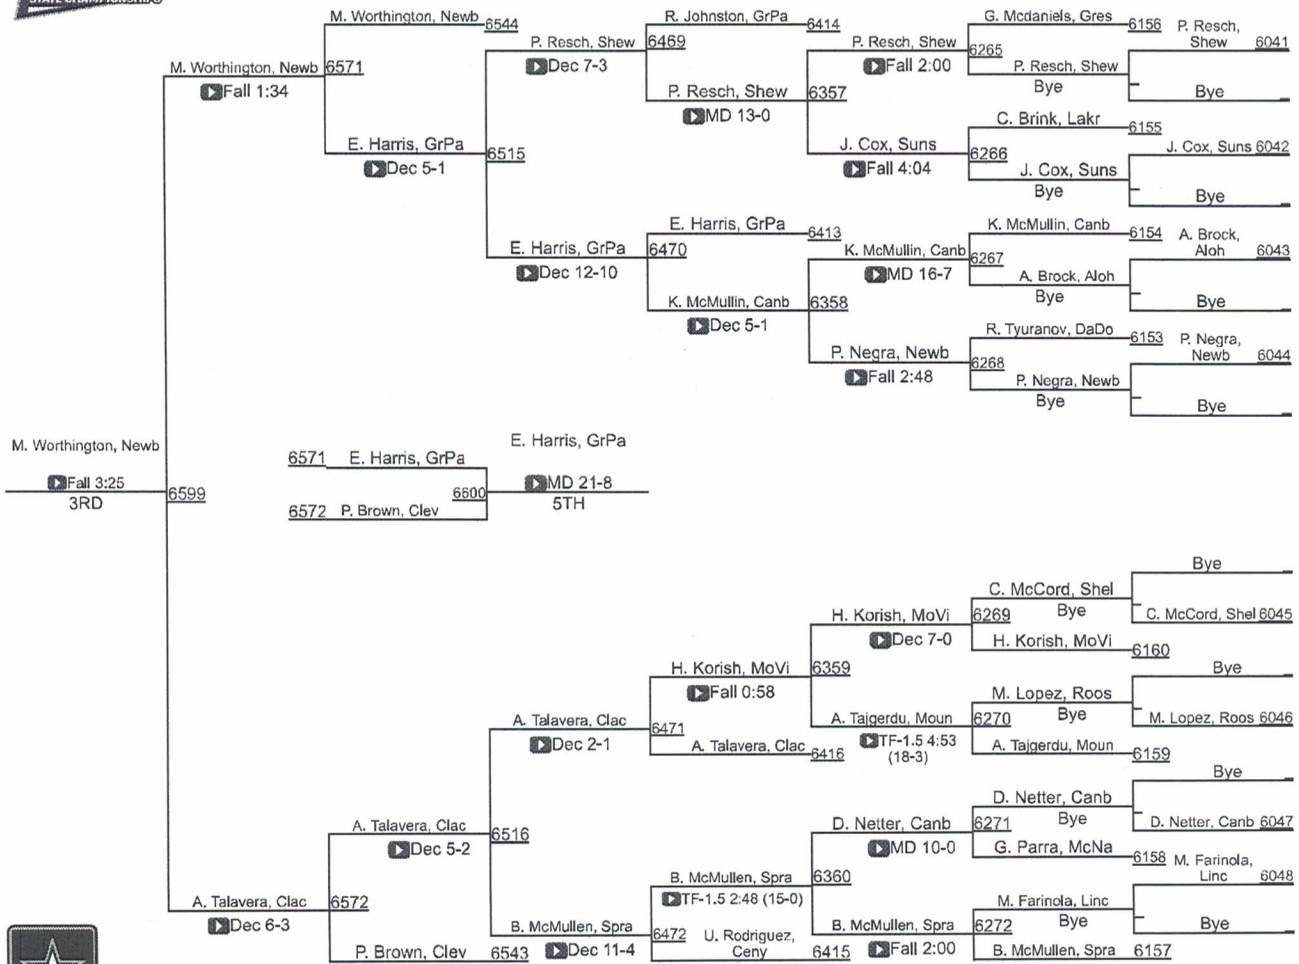 STATE CHAMPIONSHIPS
M. Worthington, Newb 6544
R. Johnston, GrPa 6414
G. Mcdaniels, Gres 6156
P. Resch,
Shew 6041
P. Resch, Shew 6469
Dec 7-3
P. Resch, Shew 6265
Fall 2:00
P. Resch, Shew
Bye
Bye
M. Worthington, Newb 6571
Fall 1:34
P. Resch, Shew 6357
MD 13-0
C. Brink, Lakr 6155
E. Harris, GrPa 6515
Dec 5-1
J. Cox, Suns 6266
Fall 4:04
J. Cox, Suns 6042
J. Cox, Suns
Bye
Bye
E. Harris, GrPa 6413
K. McMullin, Canb 6154
A. Brock,
Aloh 6043
E. Harris, GrPa 6470
Dec 12-10
K. McMullin, Canb 6267
MD 16-7
A. Brock, Aloh
Bye
Bye
K. McMullin, Canb 6358
Dec 5-1
R. Tyuranov, DaDo 6153
P. Negra,
Newb 6044
P. Negra, Newb 6268
Fall 2:48
P. Negra, Newb
Bye
Bye
M. Worthington, Newb
Fall 3:25
3RD
6599
6571 E. Harris, GrPa
6572 P. Brown, Clev
6600
E. Harris, GrPa
MD 21-8
5TH
Bye
C. McCord, Shel
Bye
C. McCord, Shel 6045
H. Korish, MoVi 6269
Dec 7-0
H. Korish, MoVi 6160
H. Korish, MoVi 6359
Fall 0:58
Bye
M. Lopez, Roos
Bye
M. Lopez, Roos 6046
A. Talavera, Clac 6471
Dec 2-1
A. Tajgerdu, Moun 6270
TF-1.5 4:53
(18-3)
A. Talavera, Clac 6416
A. Tajgerdu, Moun 6159
Bye
D. Netter, Canb
Bye
D. Netter, Canb 6047
A. Talavera, Clac 6516
Dec 5-2
D. Netter, Canb 6271
MD 10-0
G. Parra, McNa 6158
M. Farinola,
Linc 6048
B. McMullen, Spra 6360
TF-1.5 2:48 (15-0)
A. Talavera, Clac 6572
Dec 6-3
M. Farinola, Linc
Bye
Bye
B. McMullen, Spra 6472
Dec 11-4
U. Rodriguez,
Ceny 6415
B. McMullen, Spra 6272
Fall 2:00
P. Brown, Clev 6543
B. McMullen, Spra 6157